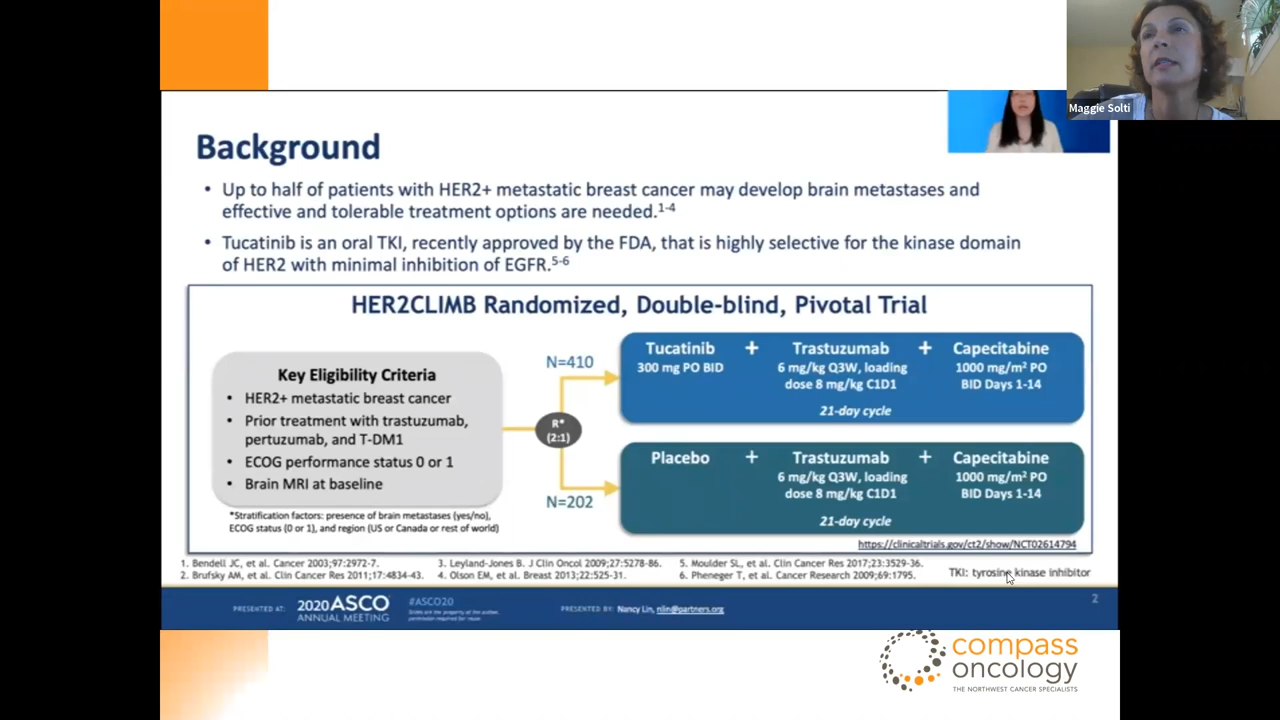 Maggie Solti
Background
• Up to half of patients with HER2+ metastatic breast cancer may develop brain metastases and
effective and tolerable treatment options are needed.1-4
• Tucatinib is an oral TKI, recently approved by the FDA, that is highly selective for the kinase domain
of HER2 with minimal inhibition of EGFR.5-6
HER2CLIMB Randomized, Double-blind, Pivotal Trial
Key Eligibility Criteria
• HER2+ metastatic breast cancer
• Prior treatment with trastuzumab,
pertuzumab, and T-DM1
• ECOG performance status 0 or 1
• Brain MRI at baseline
*Stratification factors: presence of brain metastases (yes/no),
ECOG status (0 or 1), and region (US or Canada or rest of world)
R*
(2:1)
N=410
Tucatinib + Trastuzumab + Capecitabine
300 mg PO BID 6 mg/kg Q3W, loading 1000 mg/m² PO
dose 8 mg/kg C1D1 BID Days 1-14
21-day cycle
N=202
Placebo + Trastuzumab + Capecitabine
6 mg/kg Q3W, loading 1000 mg/m² PO
dose 8 mg/kg C1D1 BID Days 1-14
21-day cycle
https://clinicaltrials.gov/ct2/show/NCT02614794
1. Bendell JC, et al. Cancer 2003;97:2972-7.
2. Brufsky AM, et al. Clin Cancer Res 2011;17:4834-43.
3. Leyland-Jones B. J Clin Oncol 2009;27:5278-86.
4. Olson EM, et al. Breast 2013;22:525-31.
5. Moulder SL, et al. Clin Cancer Res 2017;23:3529-36.
6. Pheneger T, et al. Cancer Research 2009;69:1795.
TKI: tyrosine kinase inhibitor
PRESENTED AT: 2020 ASCO
ANNUAL MEETING
#ASCO20
Slides are the property of the author,
permission required for reuse.
PRESENTED BY: Nancy Lin, nlin@partners.org
2
compass
oncology
THE NORTHWEST CANCER SPECIALISTS